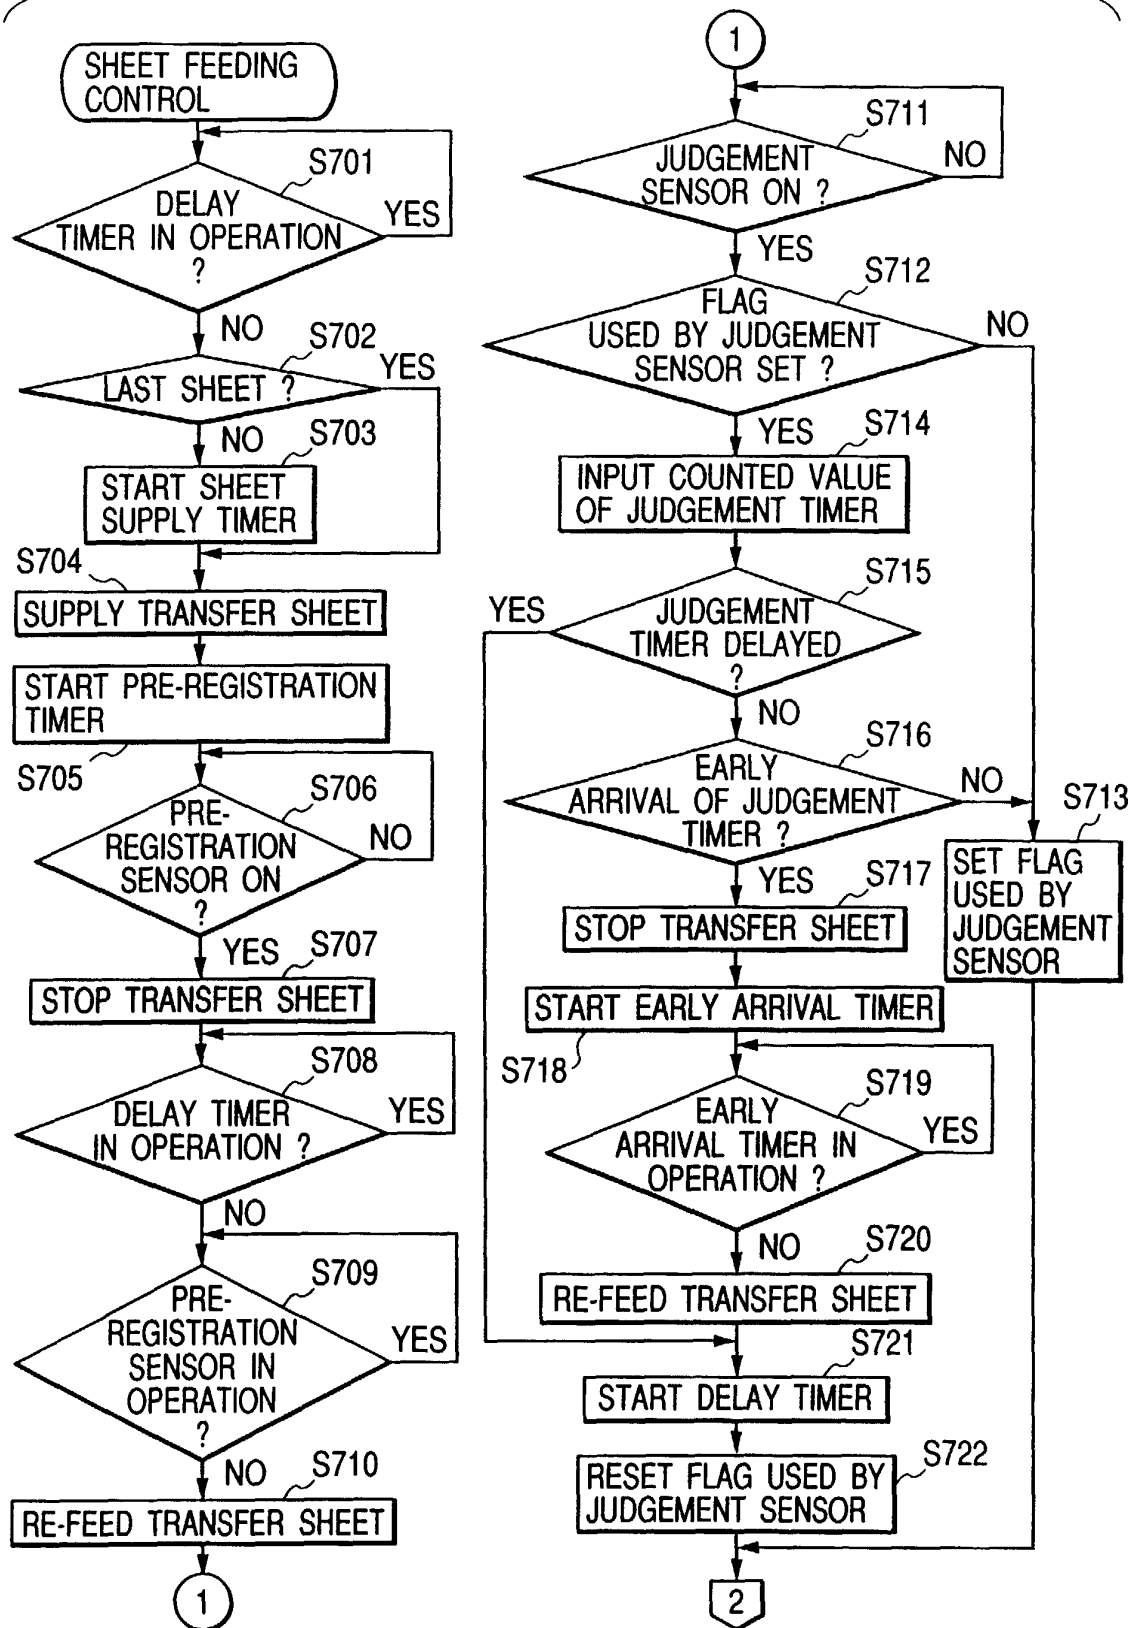 SHEET FEEDING
CONTROL
S701
DELAY
TIMER IN OPERATION
?
YES
NO
S702
LAST SHEET ?
YES
NO
S703
START SHEET
SUPPLY TIMER
S704
SUPPLY TRANSFER SHEET
START PRE-REGISTRATION
TIMER
S705
S706
PRE-
REGISTRATION
SENSOR ON
?
NO
YES
S707
STOP TRANSFER SHEET
S708
DELAY TIMER
IN OPERATION ?
YES
NO
S709
PRE-
REGISTRATION
SENSOR IN
OPERATION
?
YES
NO
S710
RE-FEED TRANSFER SHEET
1
1
S711
JUDGEMENT
SENSOR ON ?
NO
YES
S712
FLAG
USED BY JUDGEMENT
SENSOR SET ?
NO
YES
S714
INPUT COUNTED VALUE
OF JUDGEMENT TIMER
S715
JUDGEMENT
TIMER DELAYED
?
YES
NO
S716
EARLY
ARRIVAL OF JUDGEMENT
TIMER ?
NO
S713
SET FLAG
USED BY
JUDGEMENT
SENSOR
YES
S717
STOP TRANSFER SHEET
START EARLY ARRIVAL TIMER
S718
S719
EARLY
ARRIVAL TIMER IN
OPERATION ?
YES
NO
S720
RE-FEED TRANSFER SHEET
S721
START DELAY TIMER
S722
RESET FLAG USED BY
JUDGEMENT SENSOR
2